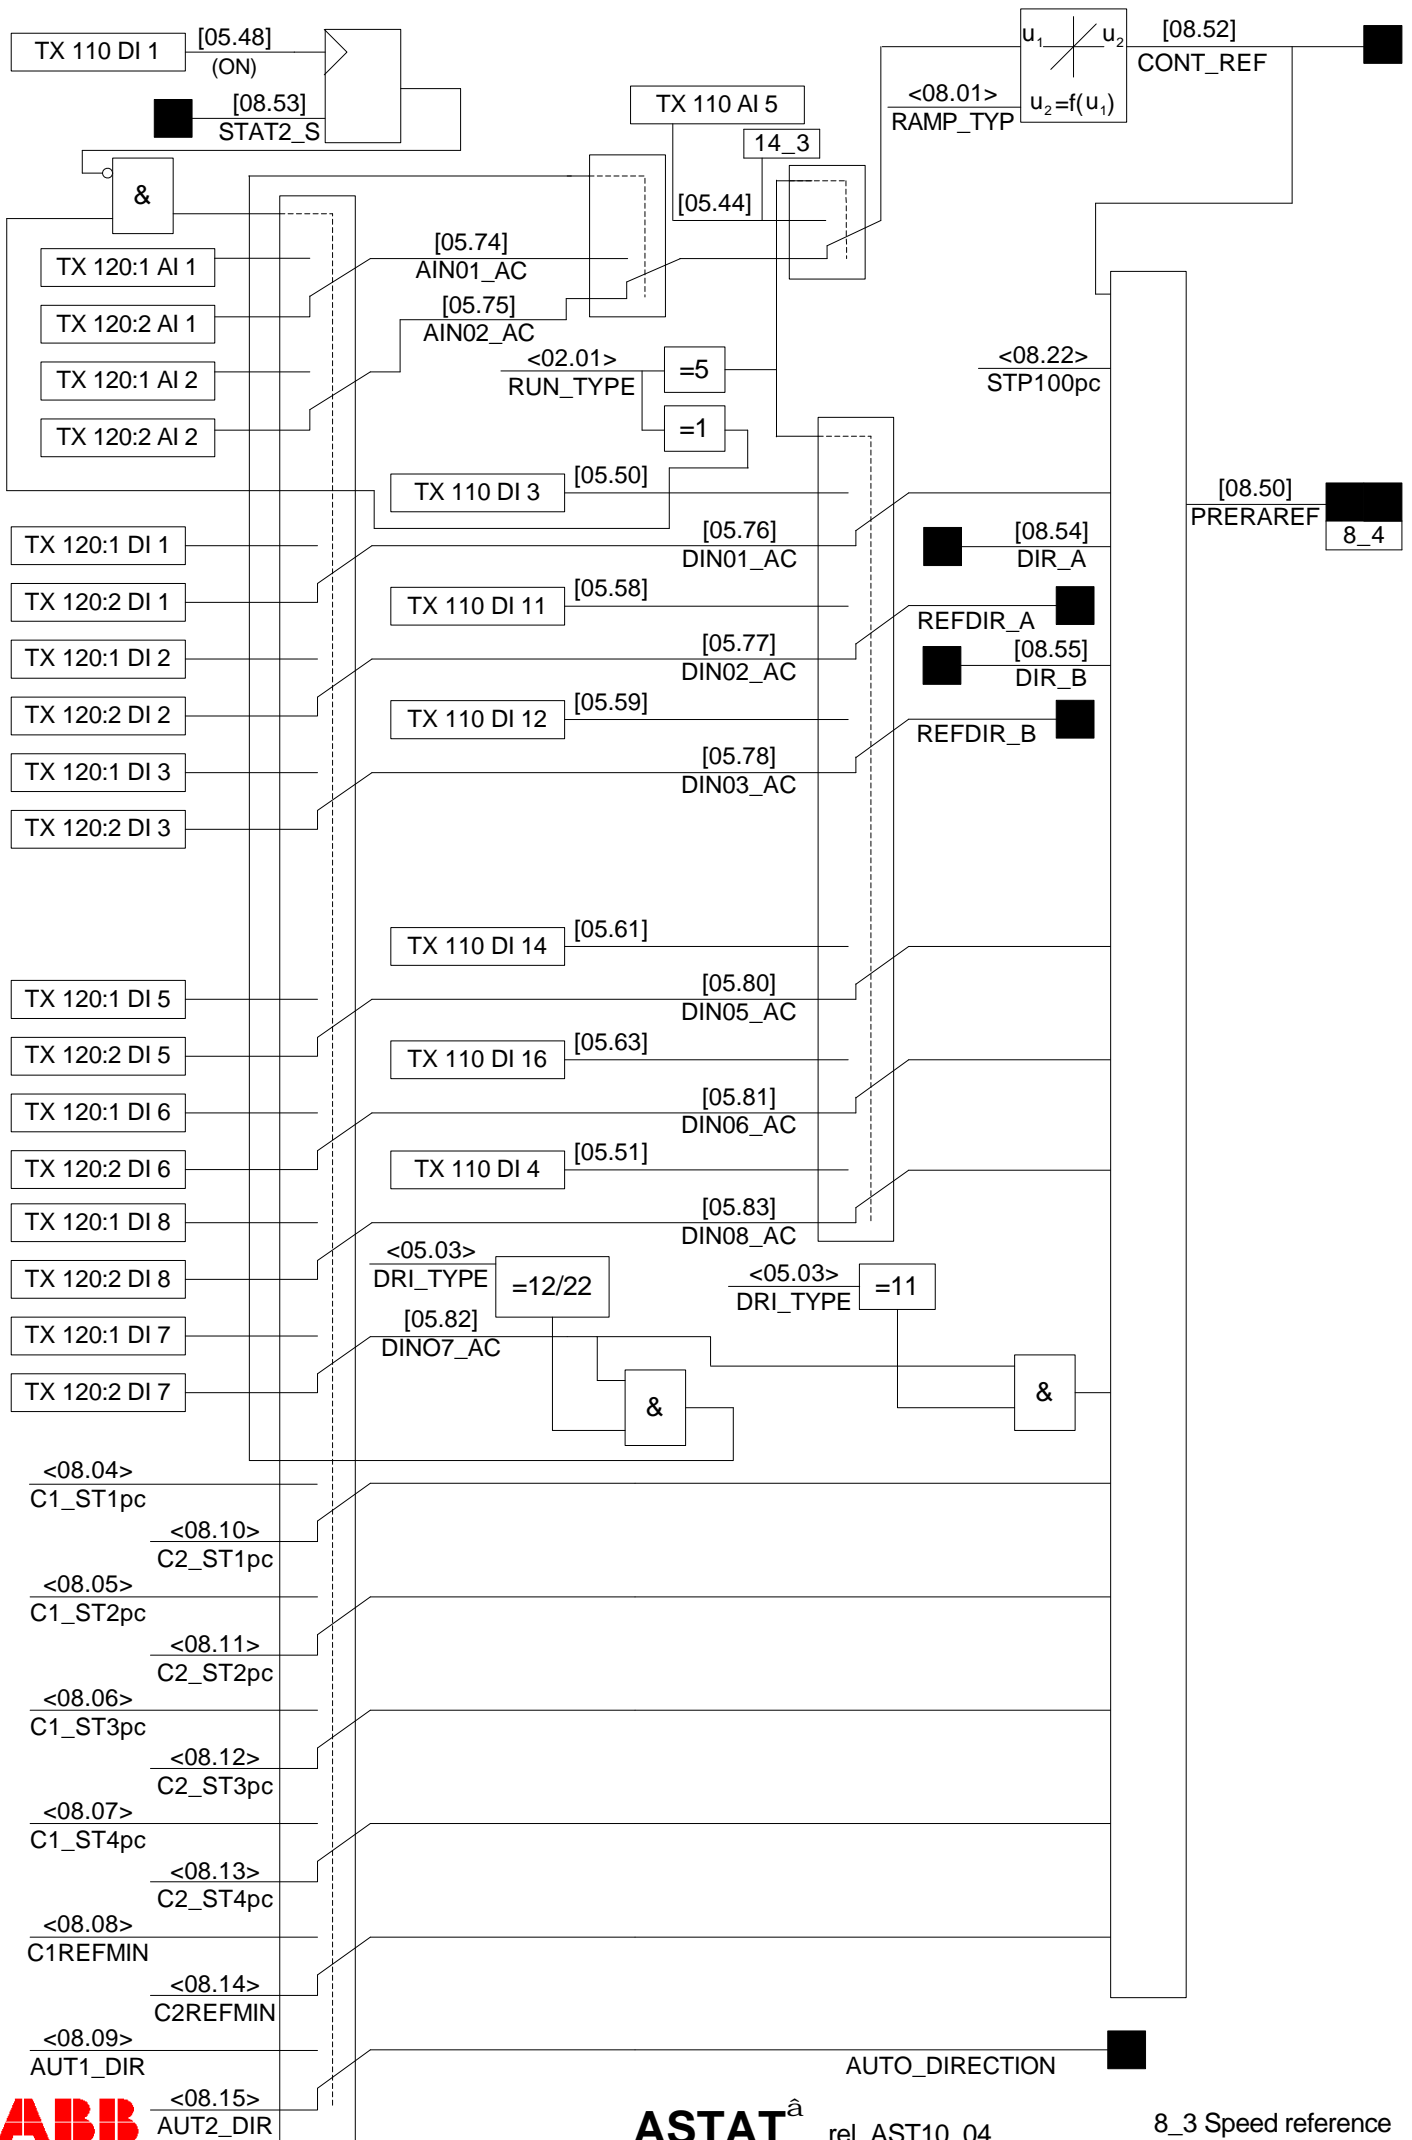 TX 110 DI 1
[05.48]
(ON)
[08.53]
STAT2_S
&
TX 110 AI 5
14_3
[05.44]
<08.01>
RAMP_TYP
u1
u2
u2=f(u1)
[08.52]
CONT_REF
TX 120:1 AI 1
[05.74]
AIN01_AC
TX 120:2 AI 1
[05.75]
AIN02_AC
TX 120:1 AI 2
<02.01>
RUN_TYPE
=5
=1
<08.22>
STP100pc
TX 120:2 AI 2
TX 110 DI 3
[05.50]
[08.50]
PRERAREF
8_4
TX 120:1 DI 1
[05.76]
DIN01_AC
[08.54]
DIR_A
TX 120:2 DI 1
TX 110 DI 11
[05.58]
REFDIR_A
TX 120:1 DI 2
[05.77]
DIN02_AC
[08.55]
DIR_B
TX 120:2 DI 2
TX 110 DI 12
[05.59]
REFDIR_B
TX 120:1 DI 3
[05.78]
DIN03_AC
TX 120:2 DI 3
TX 110 DI 14
[05.61]
TX 120:1 DI 5
[05.80]
DIN05_AC
TX 120:2 DI 5
TX 110 DI 16
[05.63]
TX 120:1 DI 6
[05.81]
DIN06_AC
TX 120:2 DI 6
TX 110 DI 4
[05.51]
TX 120:1 DI 8
[05.83]
DIN08_AC
TX 120:2 DI 8
<05.03>
DRI_TYPE
=12/22
<05.03>
DRI_TYPE
=11
TX 120:1 DI 7
[05.82]
DINO7_AC
TX 120:2 DI 7
&
&
<08.04>
C1_ST1pc
<08.10>
C2_ST1pc
<08.05>
C1_ST2pc
<08.11>
C2_ST2pc
<08.06>
C1_ST3pc
<08.12>
C2_ST3pc
<08.07>
C1_ST4pc
<08.13>
C2_ST4pc
<08.08>
C1REFMIN
<08.14>
C2REFMIN
<08.09>
AUT1_DIR
AUTO_DIRECTION
<08.15>
AUT2_DIR
ABB
ASTAT â
rel. AST10_04
8_3 Speed reference